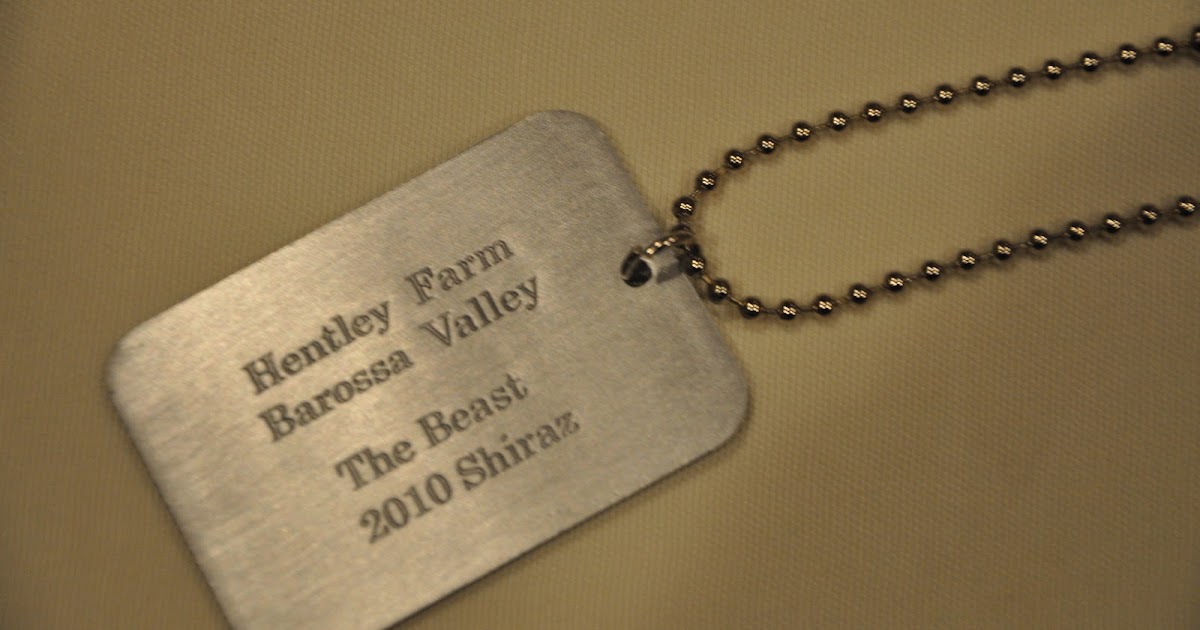 Hentley Farm
Barossa Valley
The Beast
2010 Shiraz